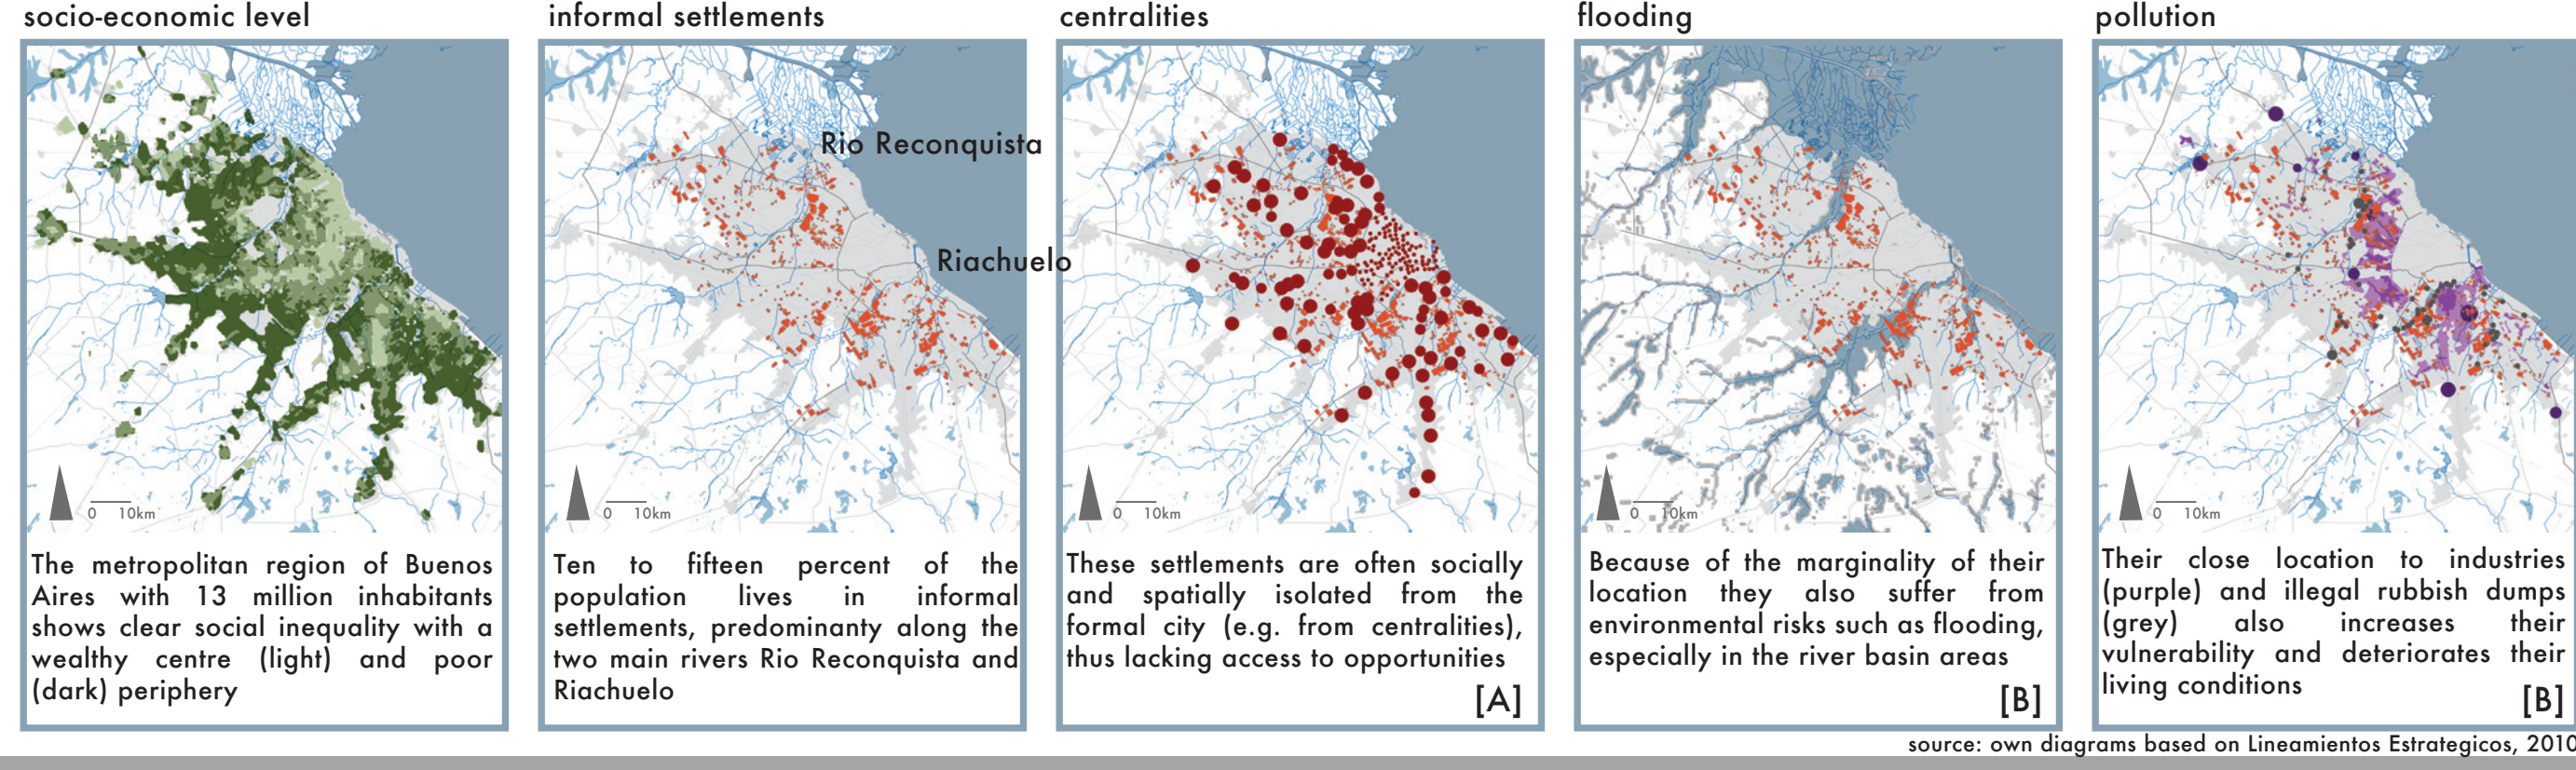 socio-economic level
0 10km
The metropolitan region of Buenos
Aires with 13 million inhabitants
shows clear social inequality with a
wealthy centre (light) and poor
(dark) periphery
informal settlements
Rio Reconquista
Riachuelo
0 10km
Ten to fifteen percent of the
population lives in informal
settlements, predominanty along the
two main rivers Rio Reconquista and
Riachuelo
centralities
0 10km
These settlements are often socially
and spatially isolated from the
formal city (e.g. from centralities),
thus lacking access to opportunities
[A]
flooding
0 10km
Because of the marginality of their
location they also suffer from
environmental risks such as flooding,
especially in the river basin areas
[B]
pollution
0 10km
Their close location to industries
(purple) and illegal rubbish dumps
(grey) also increases their
vulnerability and deteriorates their
living conditions
[B]
source: own diagrams based on Lineamientos Estrategicos, 2010